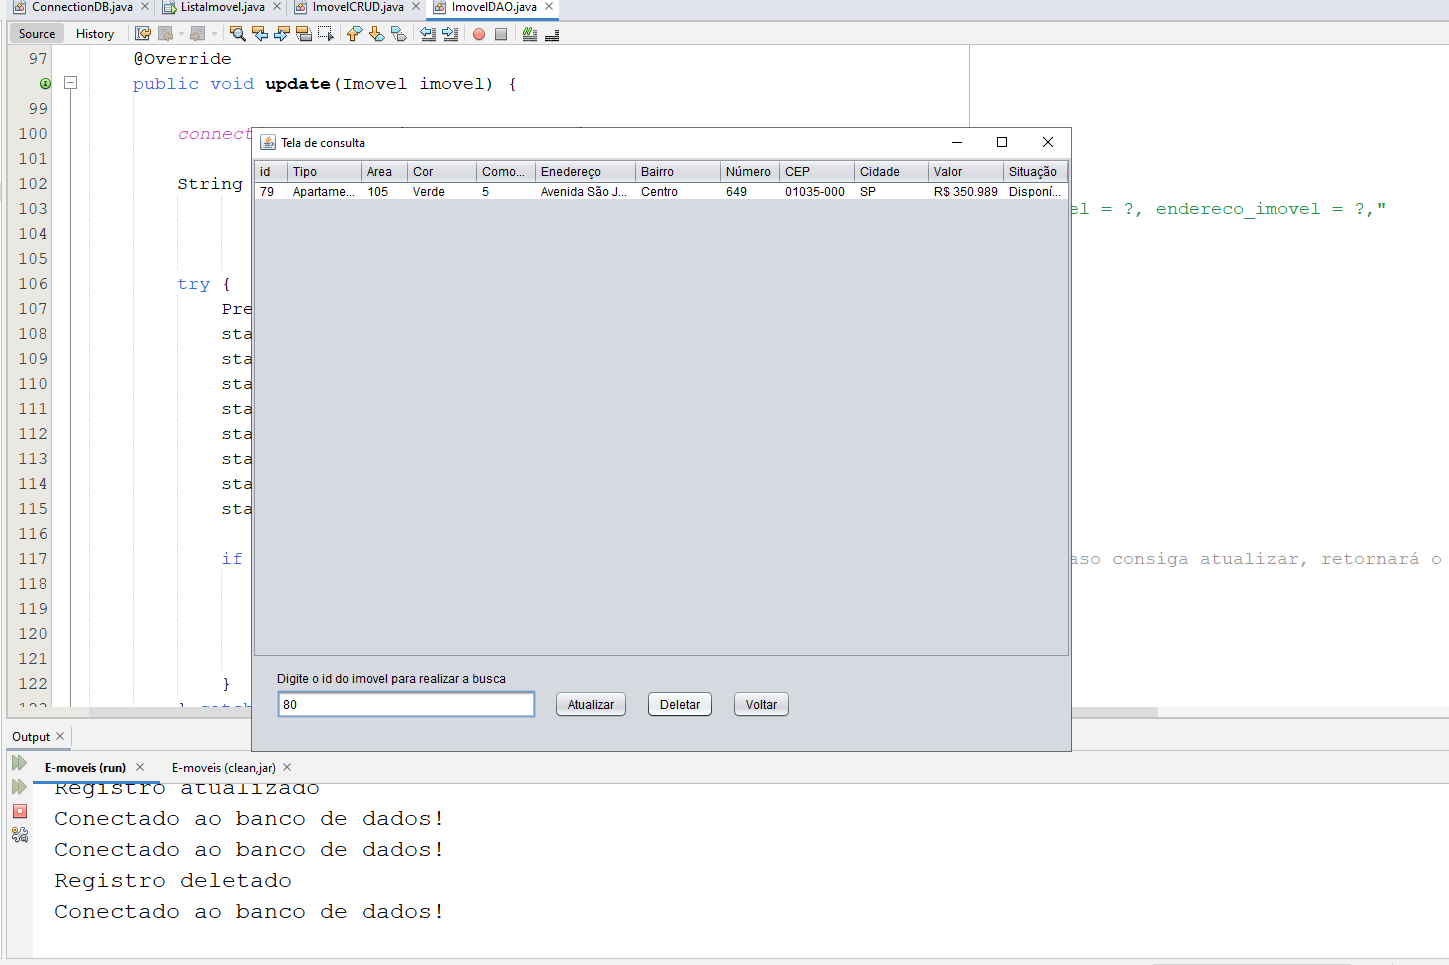 ConnectionDB.java ListaImovel.java ImovelCRUD.java ImovelDAO.java
Source History
97 @Override
public void update(Imovel imovel) {
99
100 connect
101
102 String
103 el = ?, endereco_imovel = ?,"
104
105
106 try {
107 Pre
108 sta
109 sta
110 sta
111 sta
112 sta
113 sta
114 sta
115 sta
116
117 if aso consiga atualizar, retornará o
118
119
120
121
122 }
Tela de consulta
id Tipo Area Cor Como... Enedereço Bairro Número CEP Cidade Valor Situação
79 Apartame... 105 Verde 5 Avenida São J... Centro 649 01035-000 SP R$ 350.989 Disponí...
Digite o id do imovel para realizar a busca
80 Atualizar Deletar Voltar
Output
E-moveis (run) E-moveis (clean,jar)
Registro atualizado
Conectado ao banco de dados!
Conectado ao banco de dados!
Registro deletado
Conectado ao banco de dados!